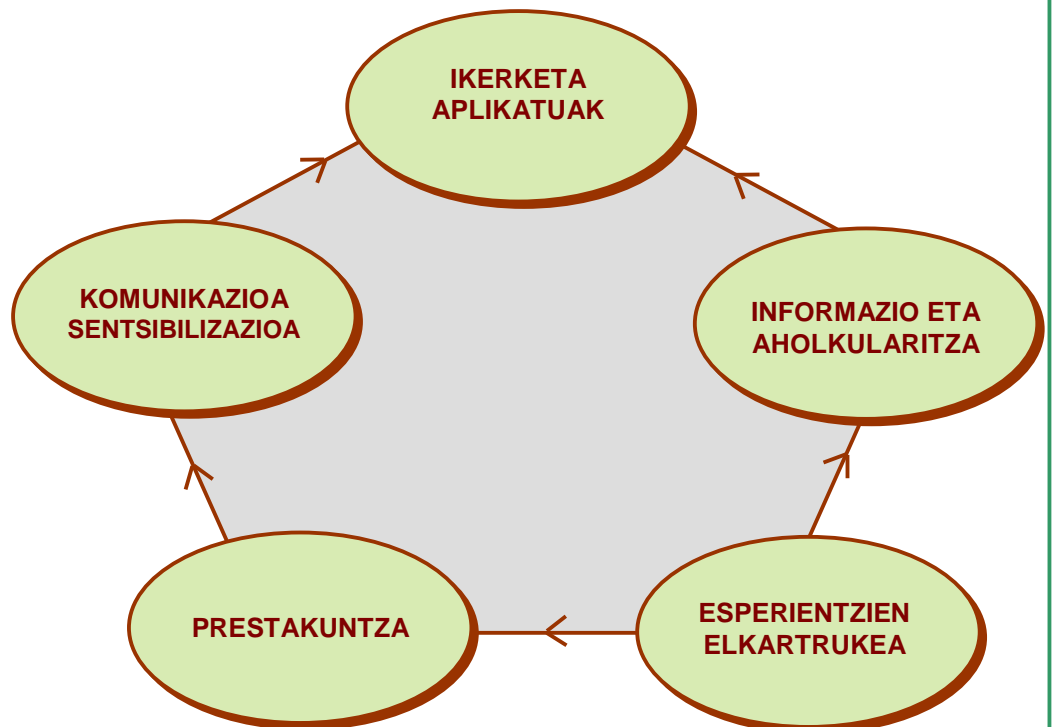 IKERKETA
APLIKATUAK
KOMUNIKAZIOA
SENTSIBILIZAZIOA
INFORMAZIO ETA
AHOLKULARITZA
PRESTAKUNTZA
ESPERIENTZIEN
ELKARTRUKEA